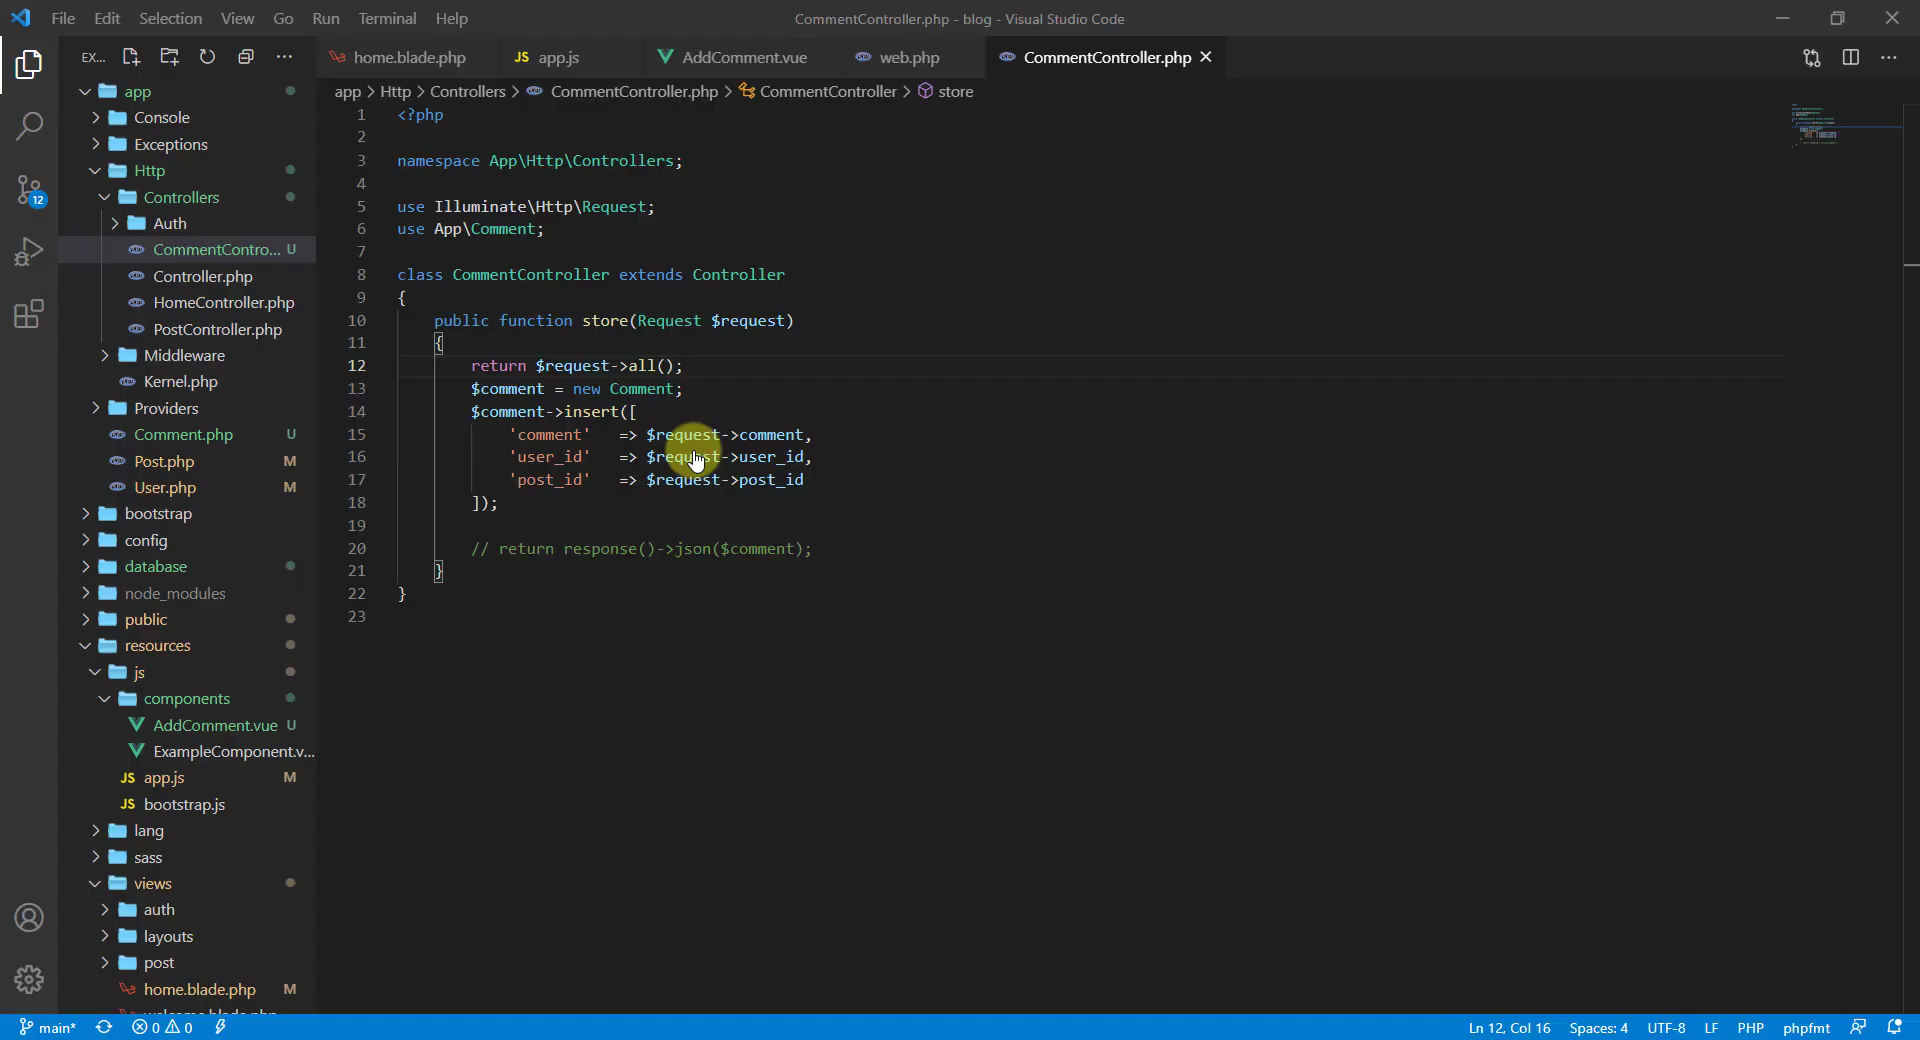 File Edit Selection View Go Run Terminal Help
CommentController.php - blog - Visual Studio Code
EX...
home.blade.php
JS app.js
AddComment.vue
web.php
CommentController.php
app > Http > Controllers > CommentController.php > CommentController > store
app
Console
Exceptions
Http
Controllers
Auth
CommentContro... U
Controller.php
HomeController.php
PostController.php
Middleware
Kernel.php
Providers
Comment.php U
Post.php M
User.php M
bootstrap
config
database
node_modules
public
resources
js
components
AddComment.vue U
ExampleComponent.v...
JS app.js M
JS bootstrap.js
lang
sass
views
auth
layouts
post
home.blade.php M
12
1 <?php
2
3 namespace App\Http\Controllers;
4
5 use Illuminate\Http\Request;
6 use App\Comment;
7
8 class CommentController extends Controller
9 {
10 public function store(Request $request)
11 {
12 return $request->all();
13 $comment = new Comment;
14 $comment->insert([
15 'comment' => $request->comment,
16 'user_id' => $request->user_id,
17 'post_id' => $request->post_id
18 ]);
19
20 // return response()->json($comment);
21 }
22 }
23
main* 0 0
Ln 12, Col 16 Spaces: 4 UTF-8 LF PHP phpfmt